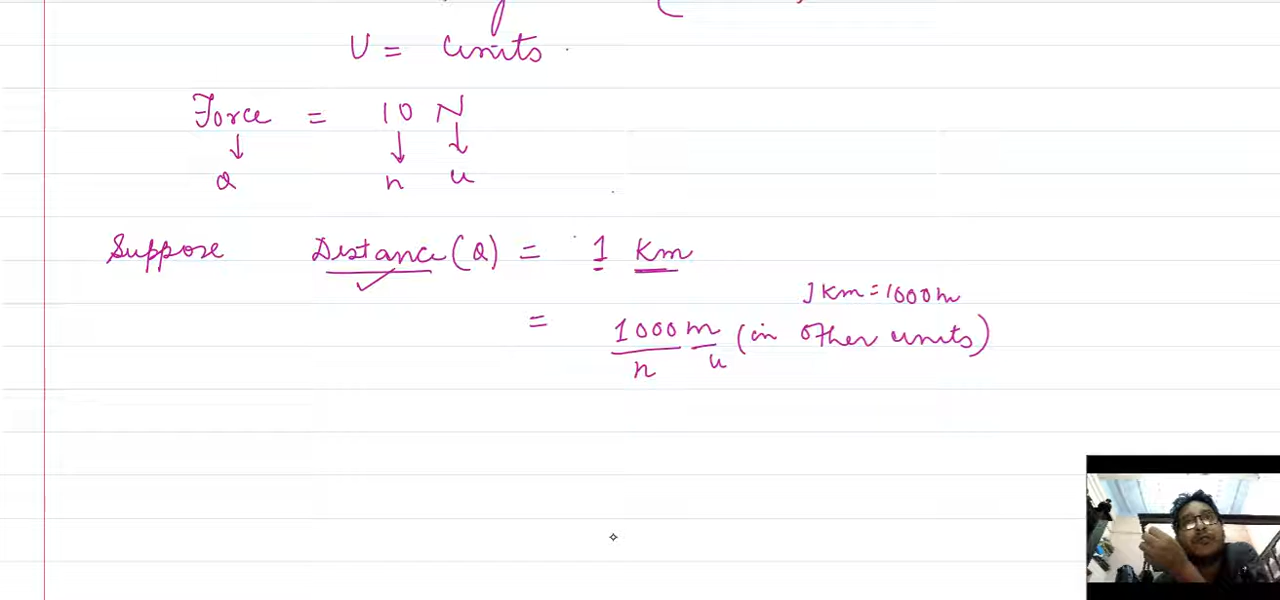 U = units
Force = 10 N
↓ ↓ ↓
Q n u
Suppose Distance (Q) = 1 Km
1 Km = 1000 m
= 1000 m (in other units)
n u